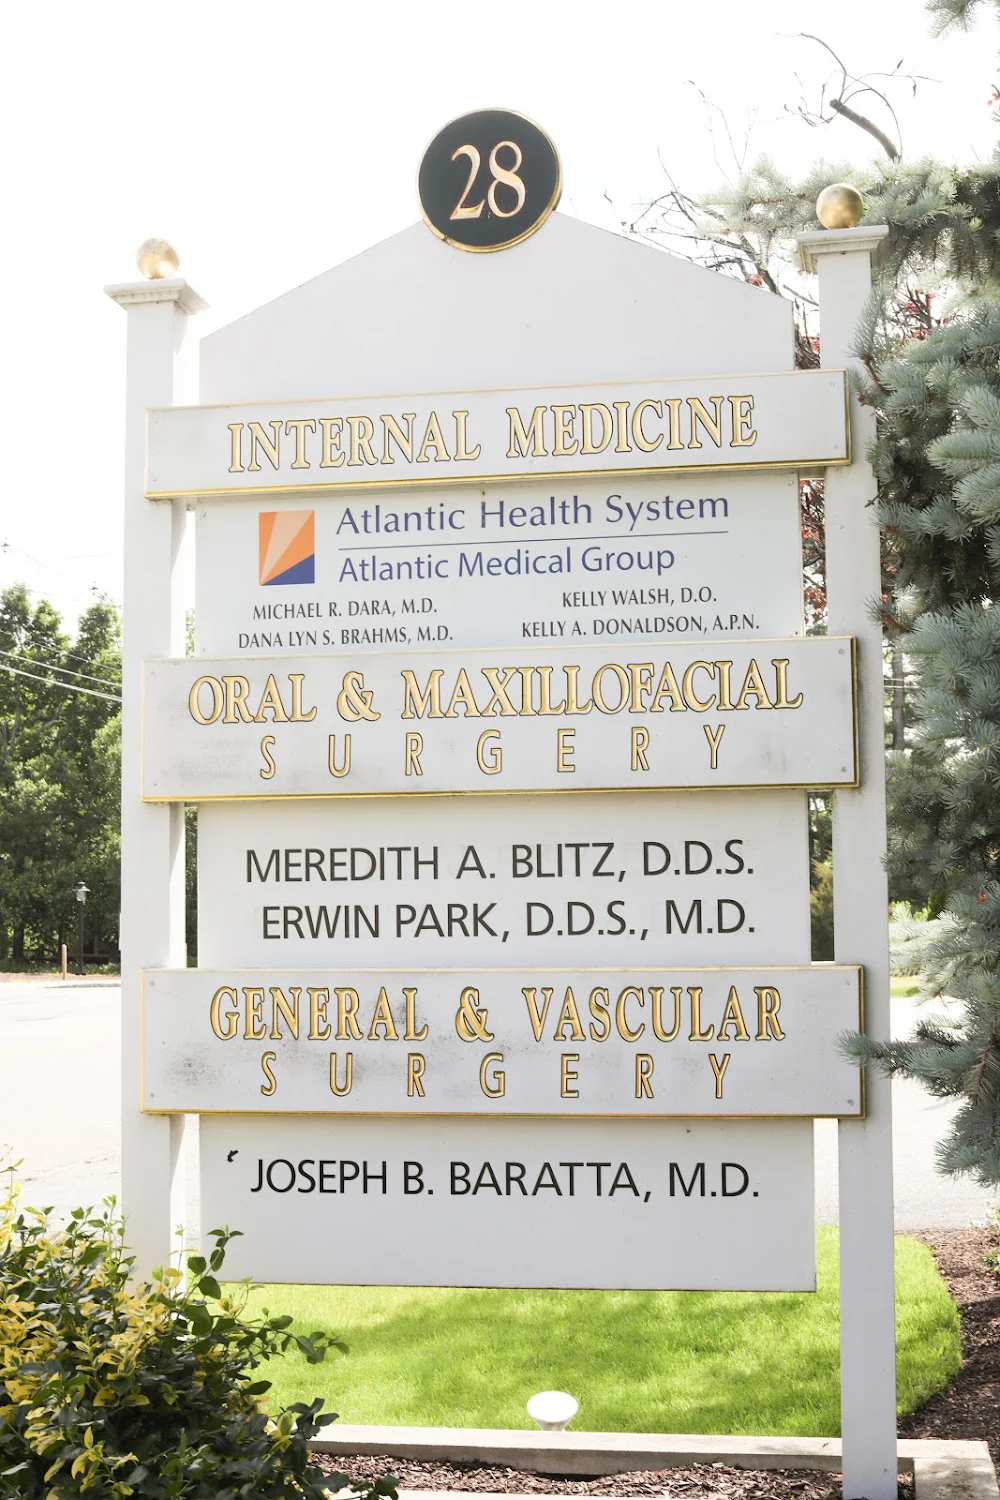 28
INTERNAL MEDICINE
Atlantic Health System
Atlantic Medical Group
MICHAEL R. DARA, M.D.
KELLY WALSH, D.O.
DANA LYN S. BRAHMS, M.D.
KELLY A. DONALDSON, A.P.N.
ORAL & MAXILLOFACIAL
SURGERY
MEREDITH A. BLITZ, D.D.S.
ERWIN PARK, D.D.S., M.D.
GENERAL & VASCULAR
SURGERY
JOSEPH B. BARATTA, M.D.